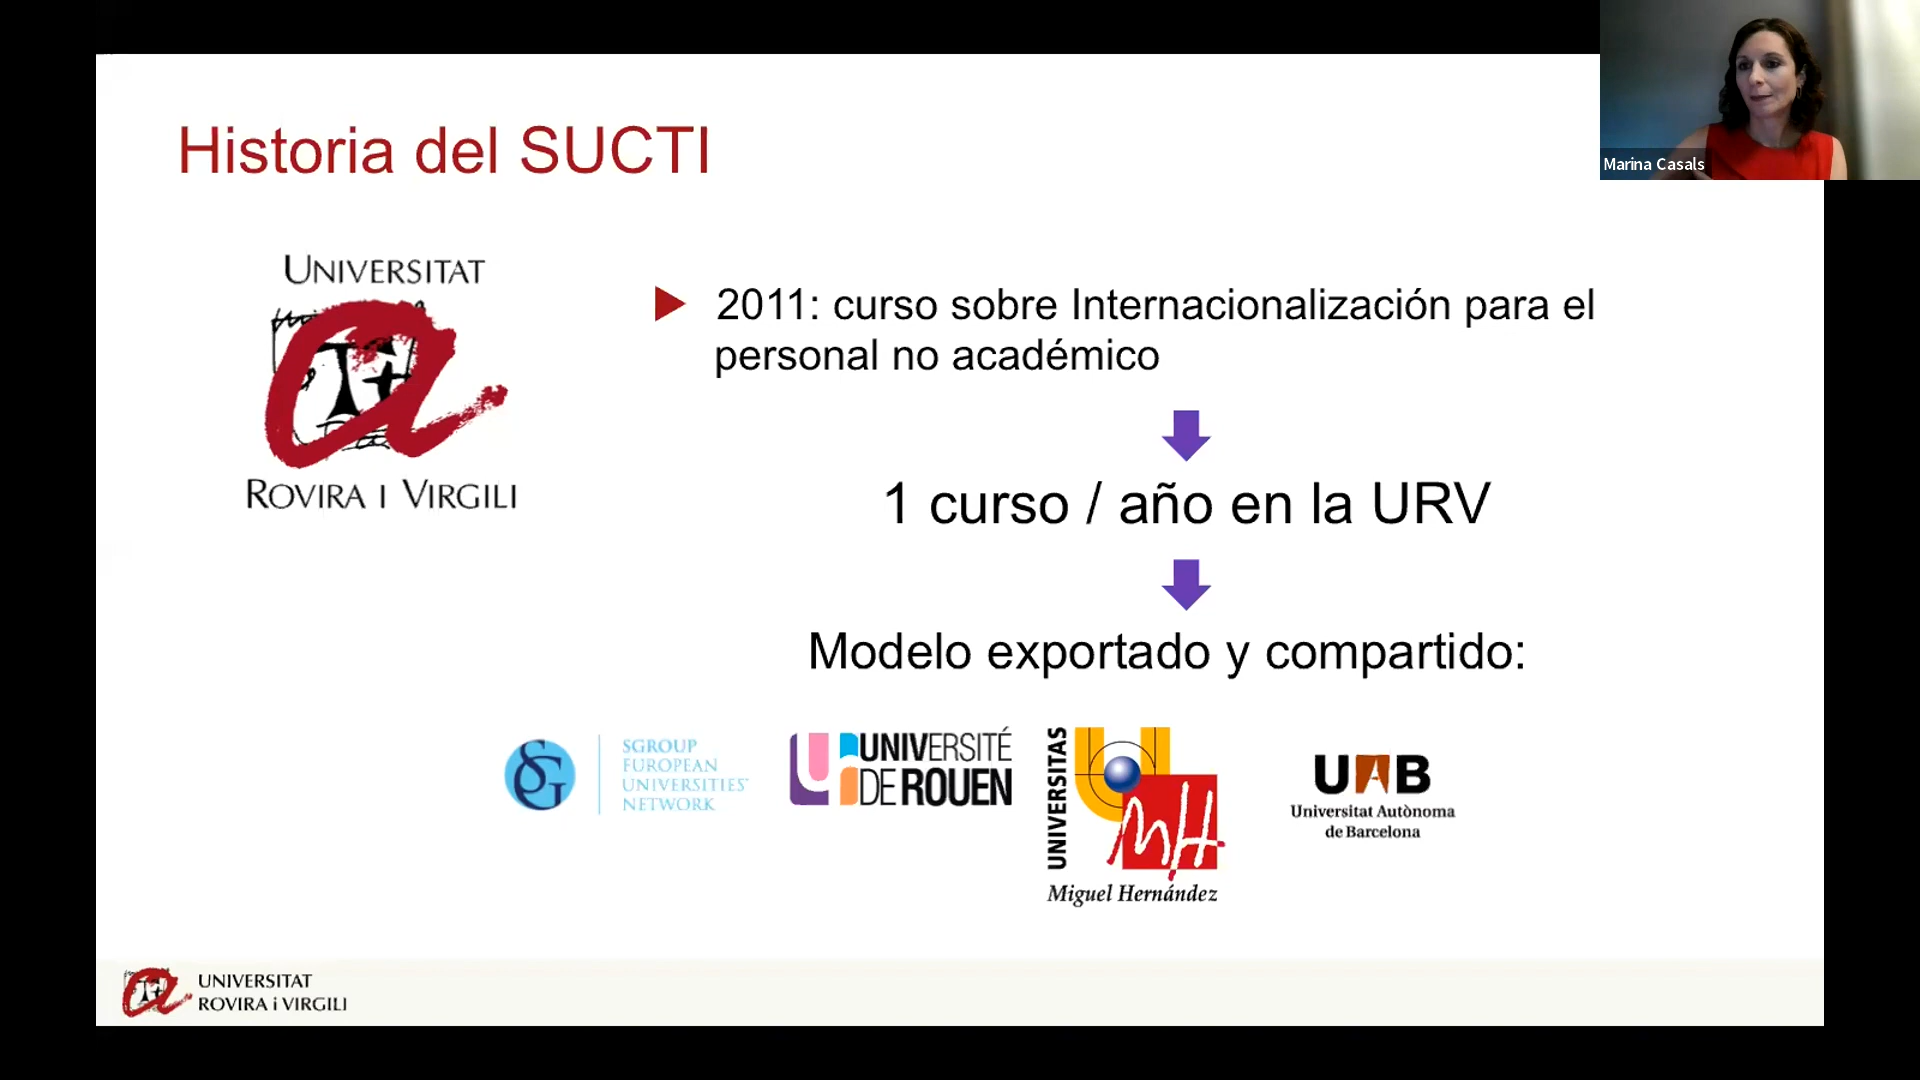 Marina Casals
Historia del SUCTI
UNIVERSITAT
ROVIRA I VIRGILI
2011: curso sobre Internacionalización para el
personal no académico
1 curso / año en la URV
Modelo exportado y compartido:
SG
SGROUP
EUROPEAN
UNIVERSITIES'
NETWORK
UNIVERSITÉ
DE ROUEN
UNIVERSITAS
MH
Miguel Hernández
UAB
Universitat Autònoma
de Barcelona
UNIVERSITAT
ROVIRA i VIRGILI